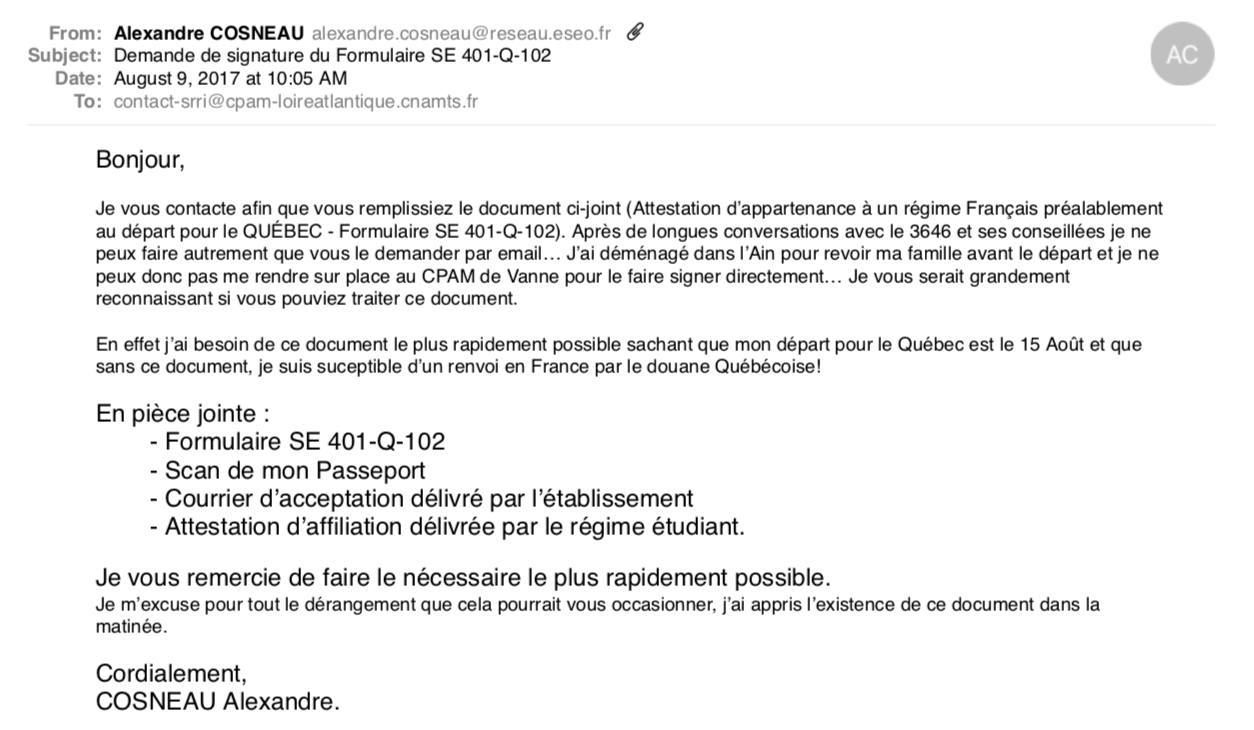 From: Alexandre COSNEAU alexandre.cosneau@reseau.eseo.fr
Subject: Demande de signature du Formulaire SE 401-Q-102
Date: August 9, 2017 at 10:05 AM
To: contact-srri@cpam-loireatlantique.cnamts.fr
AC
Bonjour,
Je vous contacte afin que vous remplissiez le document ci-joint (Attestation d'appartenance à un régime Français préalablement
au départ pour le QUÉBEC - Formulaire SE 401-Q-102). Après de longues conversations avec le 3646 et ses conseillées je ne
peux faire autrement que vous le demander par email… J'ai déménagé dans l'Ain pour revoir ma famille avant le départ et je ne
peux donc pas me rendre sur place au CPAM de Vanne pour le faire signer directement… Je vous serait grandement
reconnaissant si vous pouviez traiter ce document.
En effet j'ai besoin de ce document le plus rapidement possible sachant que mon départ pour le Québec est le 15 Août et que
sans ce document, je suis suceptible d'un renvoi en France par le douane Québécoise!
En pièce jointe :
- Formulaire SE 401-Q-102
- Scan de mon Passeport
- Courrier d'acceptation délivré par l'établissement
- Attestation d'affiliation délivrée par le régime étudiant.
Je vous remercie de faire le nécessaire le plus rapidement possible.
Je m'excuse pour tout le dérangement que cela pourrait vous occasionner, j'ai appris l'existence de ce document dans la
matinée.
Cordialement,
COSNEAU Alexandre.